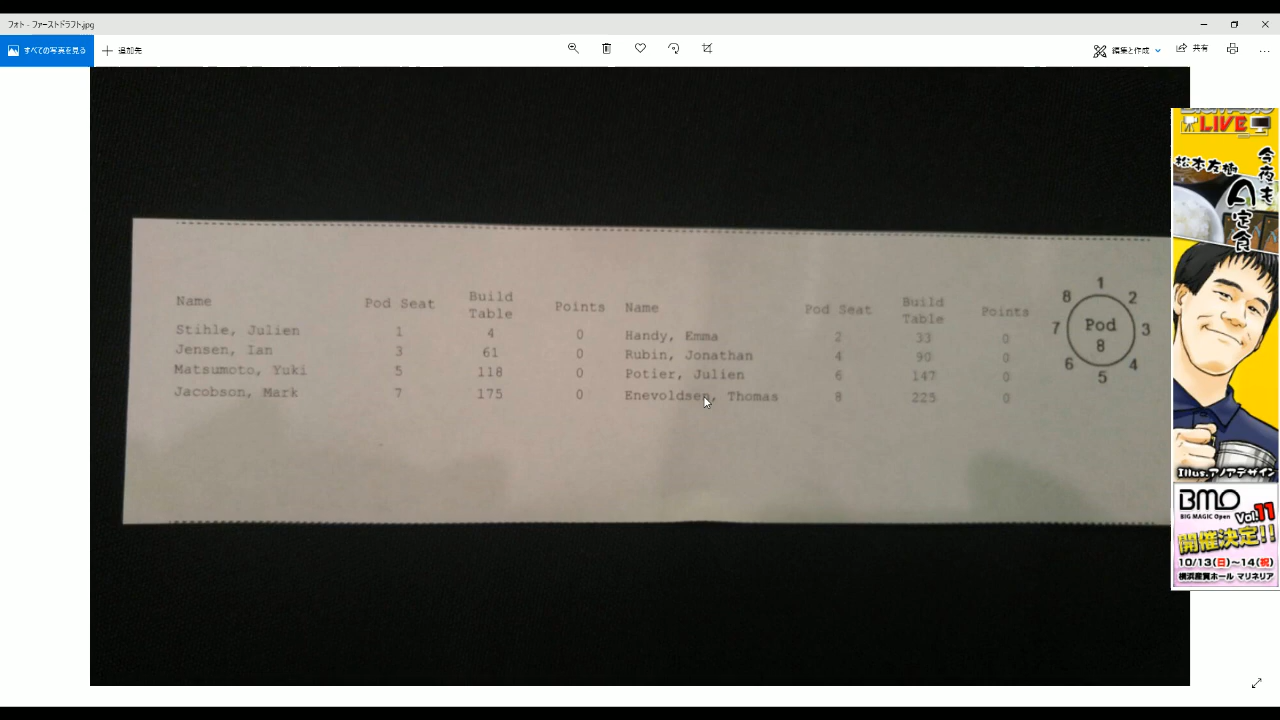 フォト - ファーストドラフト.jpg
すべての写真を見る
追加先
編集と作成
共有
Name Pod Seat Build Table Points Name Pod Seat Build Table Points
Stihle, Julien 1 4 0 Handy, Emma 2 33 0
Jensen, Ian 3 61 0 Rubin, Jonathan 4 90 0
Matsumoto, Yuki 5 118 0 Potier, Julien 6 147 0
Jacobson, Mark 7 175 0 Enevoldsen, Thomas 8 225 0
1
8 2
7 Pod 3
8
6 4
5
LIVE
今夜も
松本友樹
A定食
Illus.アノアデザイン
BMO
BIG MAGIC Open Vol.11
開催決定!!
10/13(日)~14(祝)
横浜産貿ホール マリネリア